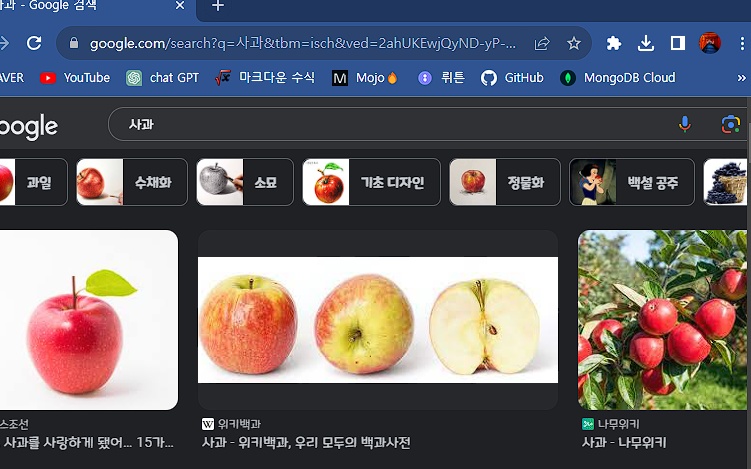 사과 - Google 검색
google.com/search?q=사과&tbm=isch&ved=2ahUKEwjQyND-yP-...
AVER YouTube chat GPT 마크다운 수식 Mojo🔥 뤼튼 GitHub MongoDB Cloud »
oogle 사과
과일 수채화 소묘 기초 디자인 정물화 백설 공주
스조선 위키백과 나무위키
사과를 사랑하게 됐어... 15가... 사과 - 위키백과, 우리 모두의 백과사전 사과 - 나무위키